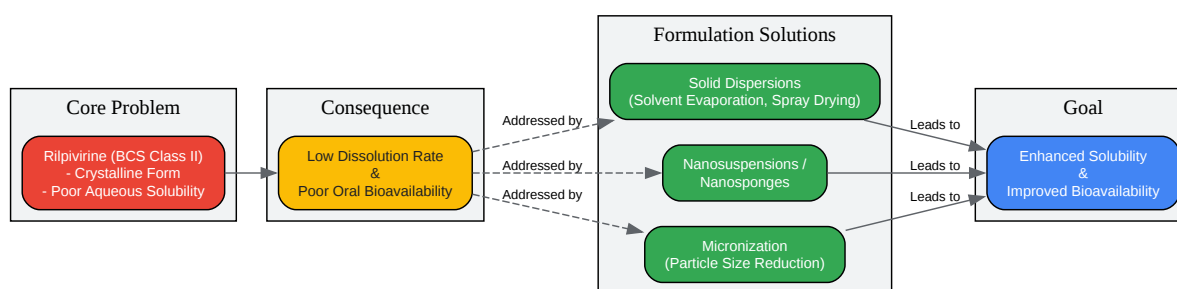 Core Problem
Rilpivirine (BCS Class II)
- Crystalline Form
- Poor Aqueous Solubility
Consequence
Low Dissolution Rate
&
Poor Oral Bioavailability
Addressed by
Addressed by
Addressed by
Formulation Solutions
Solid Dispersions
(Solvent Evaporation, Spray Drying)
Nanosuspensions /
Nanosponges
Micronization
(Particle Size Reduction)
Leads to
Leads to
Leads to
Goal
Enhanced Solubility
&
Improved Bioavailability